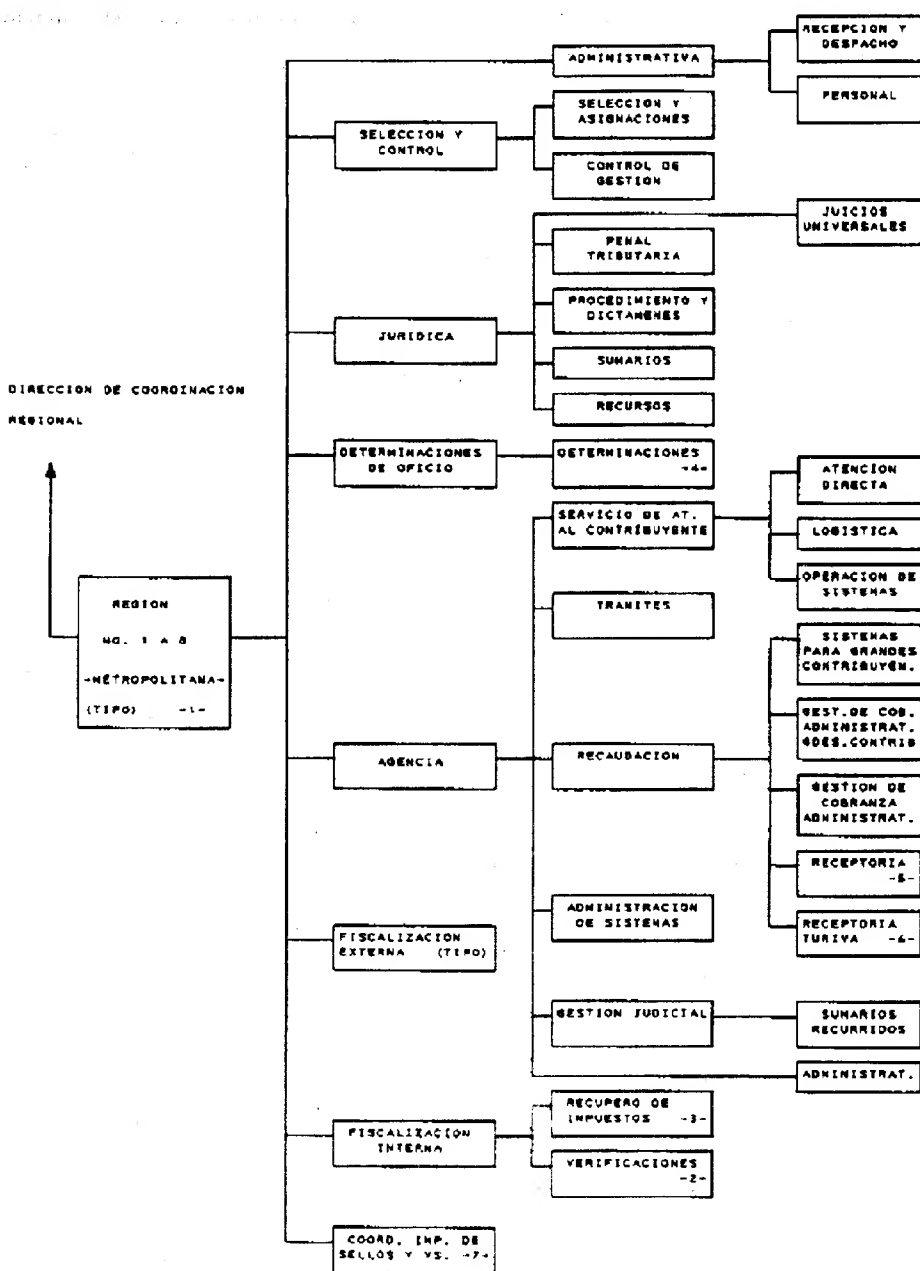 RECEPCION Y
DESPACHO
ADMINISTRATIVA
PERSONAL
SELECCION Y
ASIGNACIONES
SELECCION Y
CONTROL
CONTROL DE
GESTION
JUICIOS
UNIVERSALES
PENAL
TRIBUTARIA
PROCEDIMIENTO Y
DICTAMENES
JURIDICA
SUMARIOS
RECURSOS
DIRECCION DE COORDINACION
REGIONAL
DETERMINACIONES
DE OFICIO
DETERMINACIONES
-4-
ATENCION
DIRECTA
SERVICIO DE AT.
AL CONTRIBUYENTE
LOGISTICA
OPERACION DE
SISTEMAS
TRAMITES
REGION
NO. 1 A 8
-METROPOLITANA-
(TIPO) -1-
SISTEMAS
PARA GRANDES
CONTRIBUYEN.
GEST.DE COB.
ADMINISTRAT.
GDES.CONTRIB
AGENCIA
RECAUDACION
GESTION DE
COBRANZA
ADMINISTRAT.
RECEPTORIA
-5-
ADMINISTRACION
DE SISTEMAS
RECEPTORIA
TURIVA -6-
FISCALIZACION
EXTERNA (TIPO)
GESTION JUDICIAL
SUMARIOS
RECURRIDOS
ADMINISTRAT.
RECUPERO DE
IMPUESTOS -3-
FISCALIZACION
INTERNA
VERIFICACIONES
-2-
COORD. IMP. DE
SELLOS Y VS. -7-